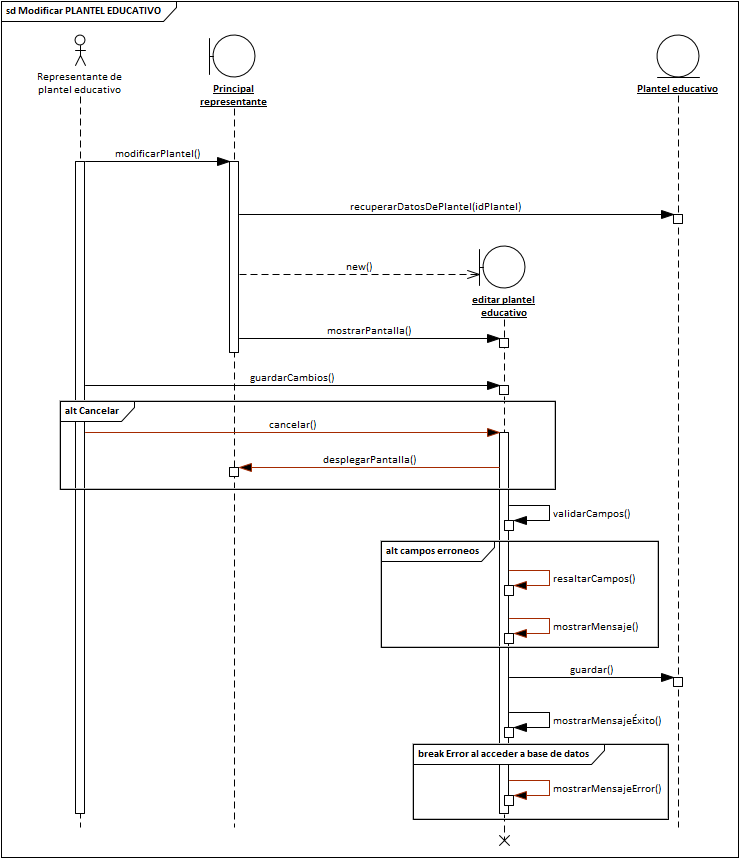 sd Modificar PLANTEL EDUCATIVO
Representante de
plantel educativo
Principal
representante
Plantel educativo
modificarPlantel()
recuperarDatosDePlantel(idPlantel)
new()
editar plantel
educativo
mostrarPantalla()
guardarCambios()
alt Cancelar
cancelar()
desplegarPantalla()
validarCampos()
alt campos erroneos
resaltarCampos()
mostrarMensaje()
guardar()
mostrarMensajeÉxito()
break Error al acceder a base de datos
mostrarMensajeError()